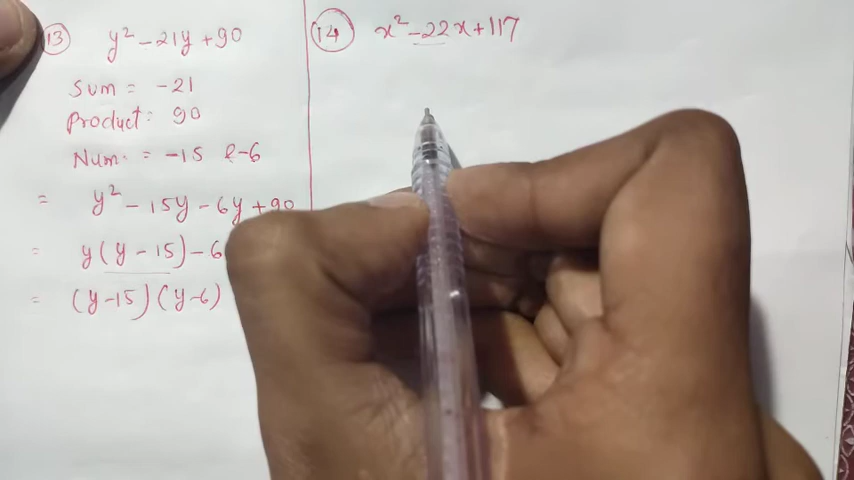 13 y² - 21y + 90
Sum = -21
Product: 90
Num. = -15 & -6
= y² - 15y - 6y + 90
= y(y - 15) - 6
= (y - 15) (y - 6)
14 x² - 22x + 117